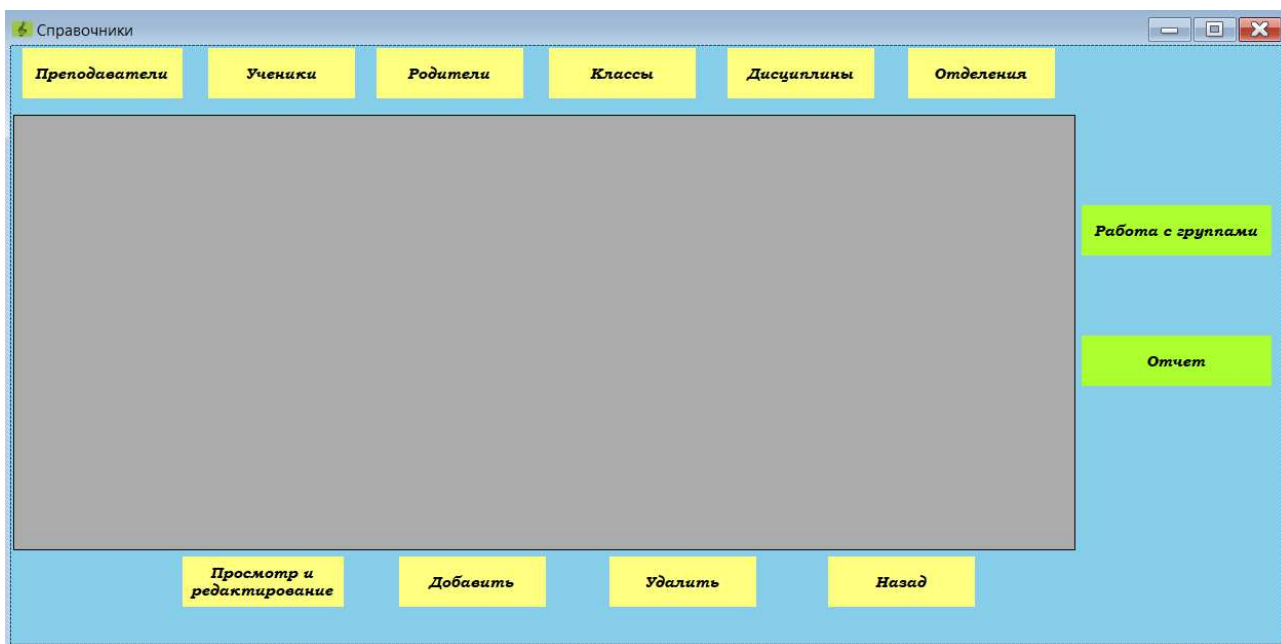 Справочники
Преподаватели
Ученики
Родители
Классы
Дисциплины
Отделения
Работа с группами
Отчет
Просмотр и
редактирование
Добавить
Удалить
Назад